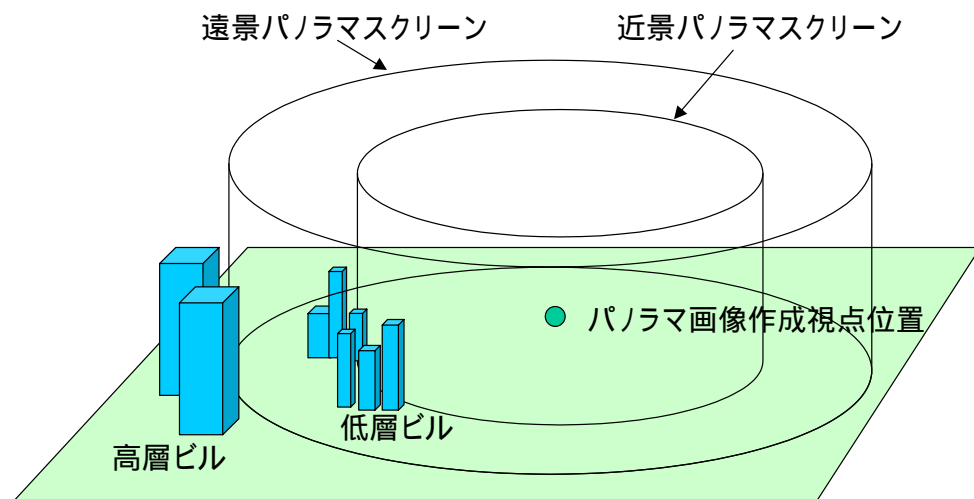 遠景パノラマスクリーン
近景パノラマスクリーン
パノラマ画像作成視点位置
低層ビル
高層ビル